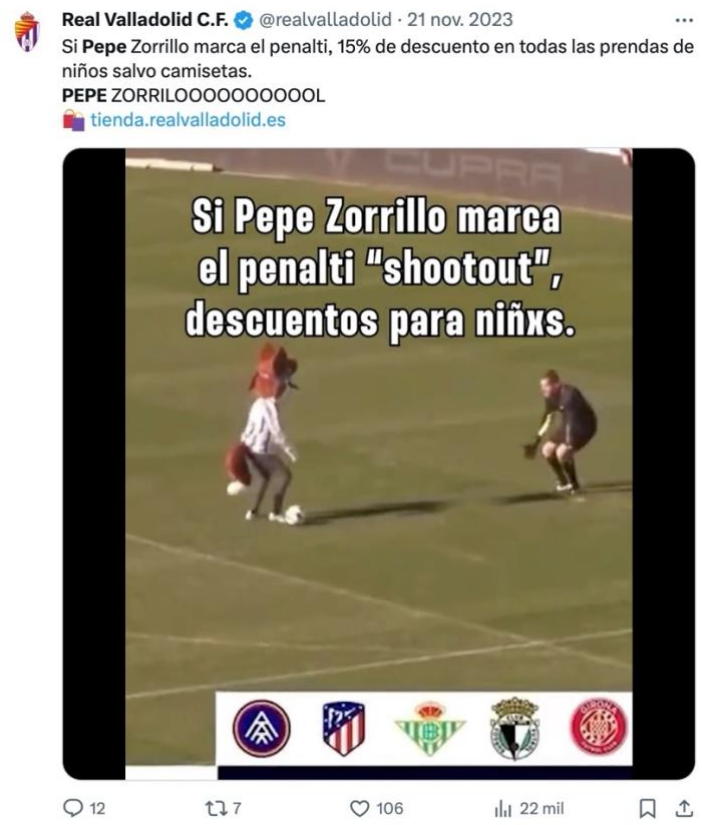 Real Valladolid C.F. @realvalladolid · 21 nov. 2023
Si Pepe Zorrillo marca el penalti, 15% de descuento en todas las prendas de
niños salvo camisetas.
PEPE ZORRILOOOOOOOOOOL
tienda.realvalladolid.es
CUPRA
Si Pepe Zorrillo marca
el penalti "shootout",
descuentos para niñxs.
GIRONA
12 7 106 22 mil